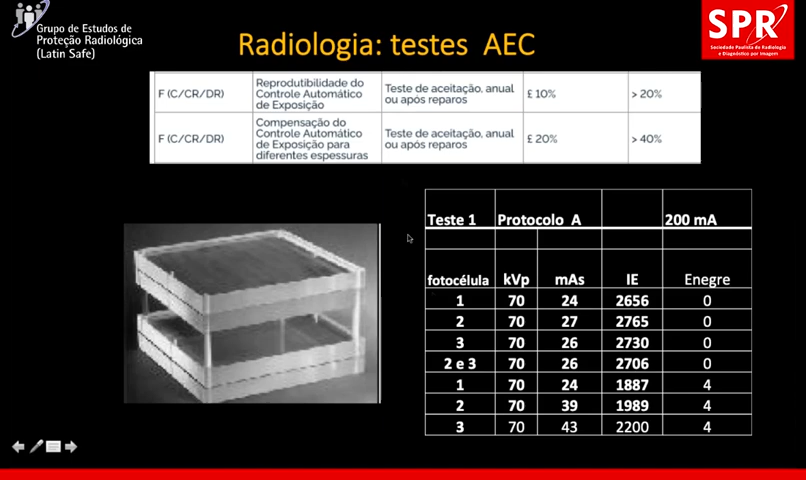 Grupo de Estudos de
Proteção Radiológica
(Latin Safe)
Radiologia: testes AEC
SPR
Sociedade Paulista de Radiologia
e Diagnóstico por Imagem
F (C/CR/DR) Reprodutibilidade do Controle Automático de Exposição Teste de aceitação, anual ou após reparos £ 10% > 20%
F (C/CR/DR) Compensação do Controle Automático de Exposição para diferentes espessuras Teste de aceitação, anual ou após reparos £ 20% > 40%
Teste 1 Protocolo A 200 mA
fotocélula kVp mAs IE Enegre
1 70 24 2656 0
2 70 27 2765 0
3 70 26 2730 0
2 e 3 70 26 2706 0
1 70 24 1887 4
2 70 39 1989 4
3 70 43 2200 4